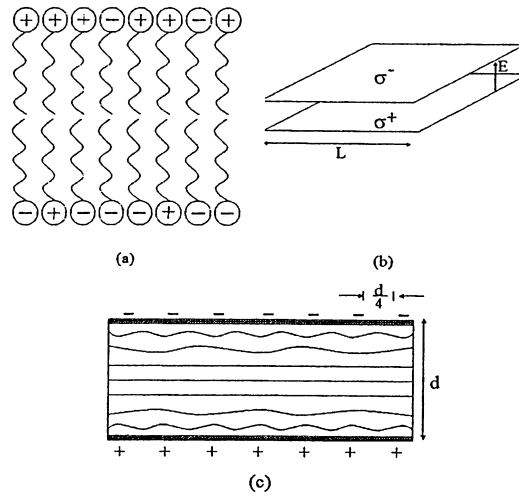 + + + − + − + −
− + − − − + − −
(a)
E
σ⁻
σ⁺
L
(b)
d/4
− − − − − −
d
+ + + + + + +
(c)